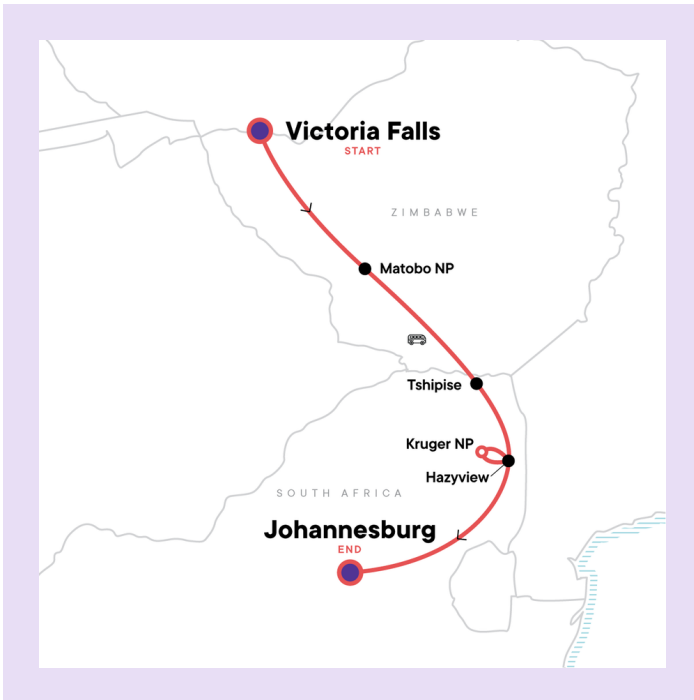 Victoria Falls
START
ZIMBABWE
Matobo NP
Tshipise
Kruger NP
Hazyview
SOUTH AFRICA
Johannesburg
END